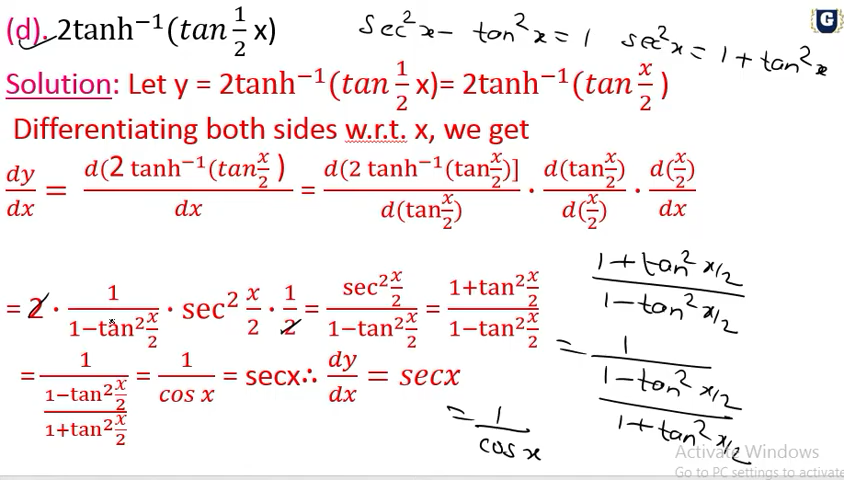 (d). 2tanh⁻¹(tan 1/2 x)
sec²x − tan²x = 1 sec²x = 1 + tan²x
G
Solution: Let y = 2tanh⁻¹(tan 1/2 x)= 2tanh⁻¹(tan x/2 )
Differentiating both sides w.r.t. x, we get
dy/dx = d(2 tanh⁻¹(tan x/2 )/dx = d(2 tanh⁻¹(tan x/2)]/d(tan x/2) · d(tan x/2)/d(x/2) · d(x/2)/dx
= 2 · 1/(1−tan² x/2) · sec² x/2 · 1/2 = sec² x/2/(1−tan² x/2) = (1+tan² x/2)/(1−tan² x/2)
(1 + tan² x/2)/(1 − tan² x/2)
= 1/((1−tan² x/2)/(1+tan² x/2)) = 1/cos x = secx ∴ dy/dx = secx
= 1/((1 − tan² x/2)/(1 + tan² x/2))
= 1/cos x
Activate Windows
Go to PC settings to activate